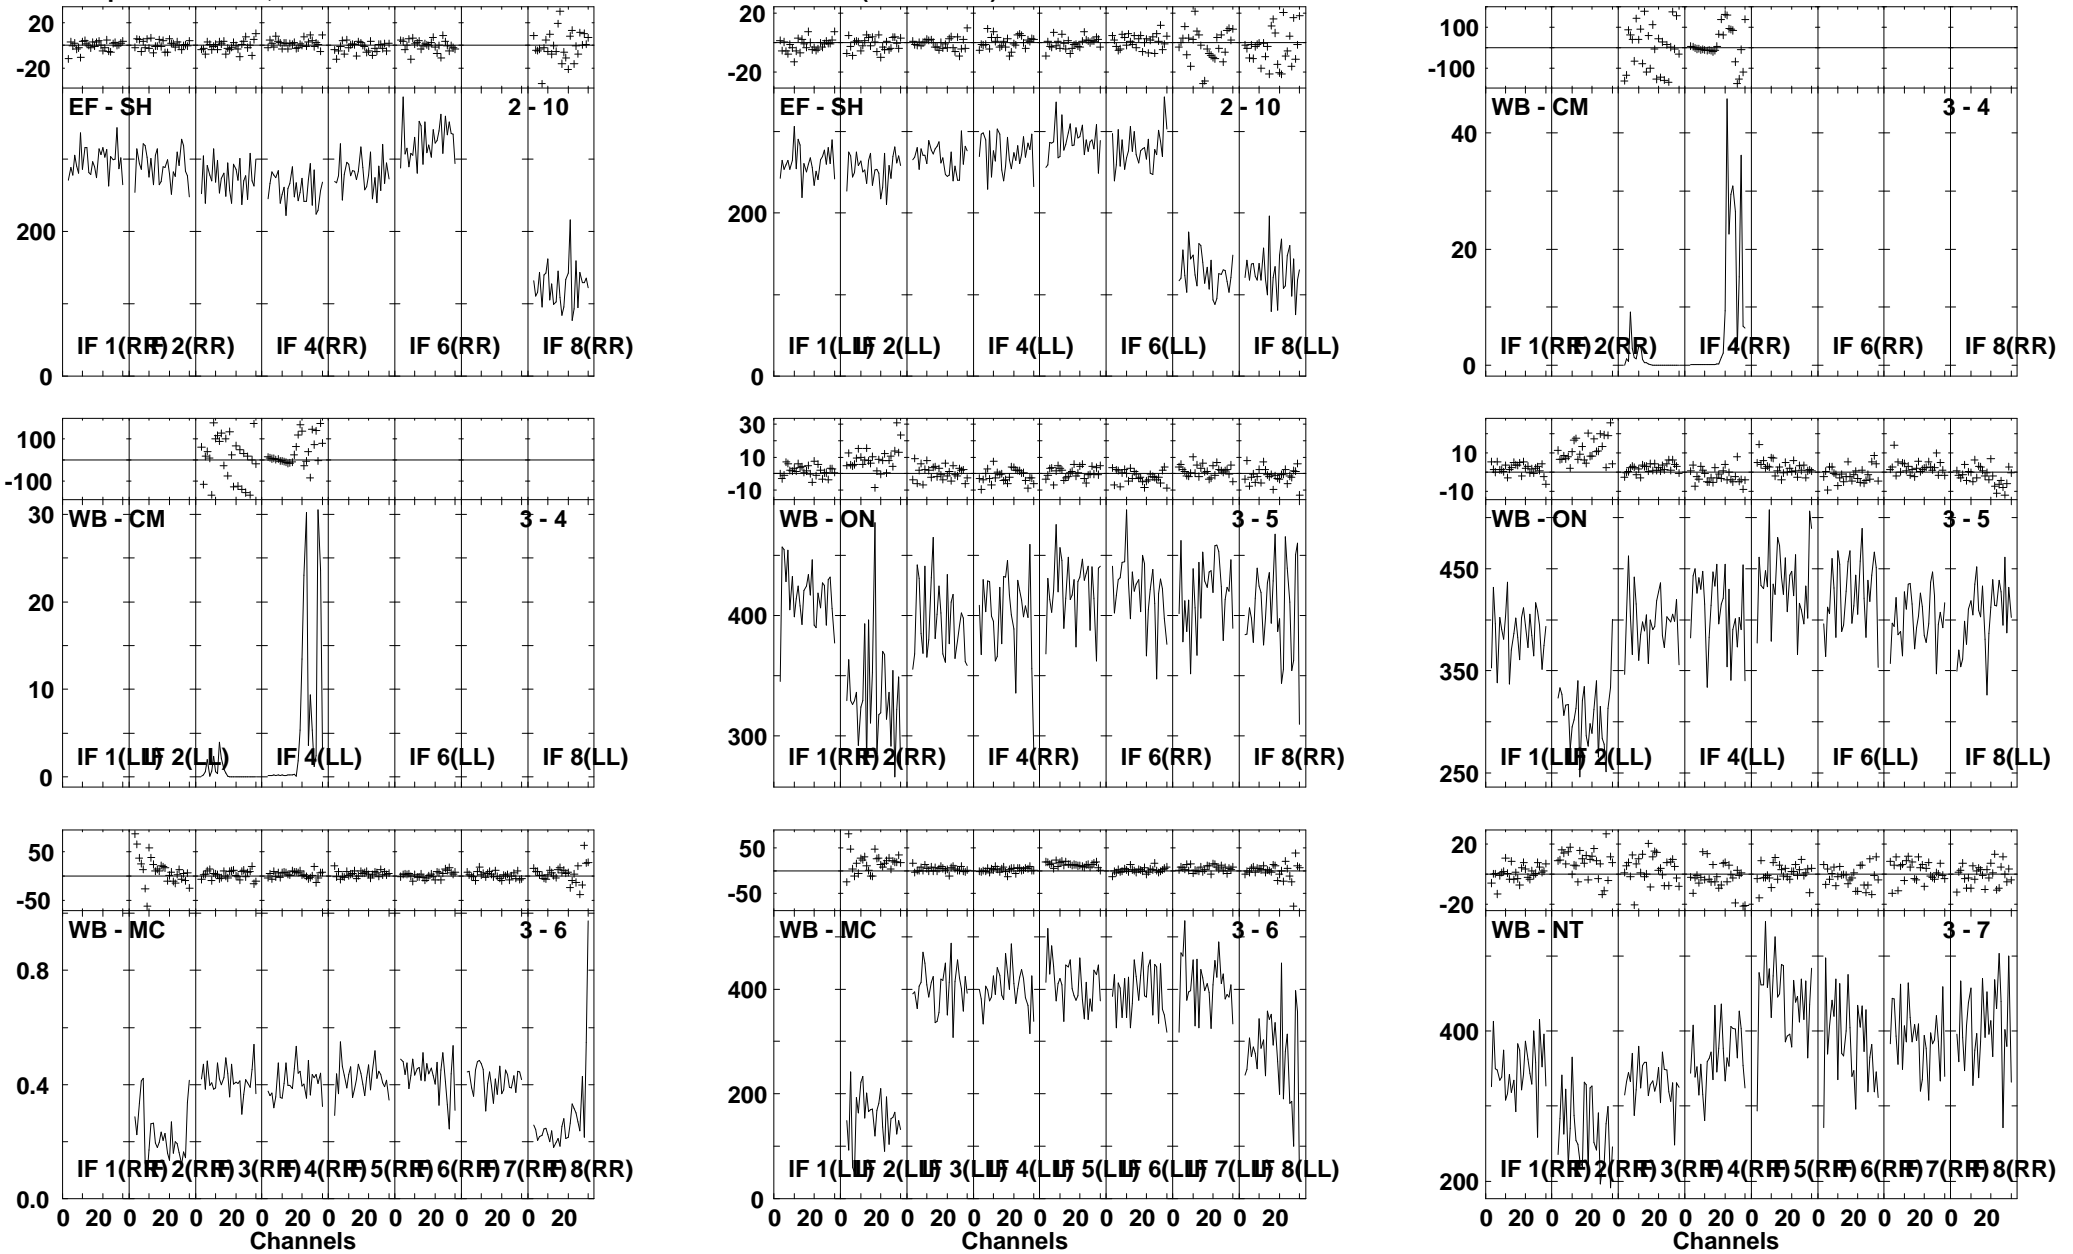 20
-20
EF - SH 2 - 10
200
0
IF 1(RR) IF 2(RR) IF 4(RR) IF 6(RR) IF 8(RR)
20
-20
EF - SH 2 - 10
200
0
IF 1(LL) IF 2(LL) IF 4(LL) IF 6(LL) IF 8(LL)
100
-100
WB - CM 3 - 4
40
20
0
IF 1(RR) IF 2(RR) IF 4(RR) IF 6(RR) IF 8(RR)
100
-100
WB - CM 3 - 4
30
20
10
0
IF 1(LL) IF 2(LL) IF 4(LL) IF 6(LL) IF 8(LL)
30
10
-10
WB - ON 3 - 5
400
300
IF 1(RR) IF 2(RR) IF 4(RR) IF 6(RR) IF 8(RR)
10
-10
WB - ON 3 - 5
450
350
250
IF 1(LL) IF 2(LL) IF 4(LL) IF 6(LL) IF 8(LL)
50
-50
WB - MC 3 - 6
0.8
0.4
0.0
IF 1(RR) IF 2(RR) IF 3(RR) IF 4(RR) IF 5(RR) IF 6(RR) IF 7(RR) IF 8(RR)
0 20 0 20 0 20 0 20 0 20 0 20 0 20 0 20
Channels
50
-50
WB - MC 3 - 6
400
200
0
IF 1(LL) IF 2(LL) IF 3(LL) IF 4(LL) IF 5(LL) IF 6(LL) IF 7(LL) IF 8(LL)
0 20 0 20 0 20 0 20 0 20 0 20 0 20 0 20
Channels
20
-20
WB - NT 3 - 7
400
200
IF 1(RR) IF 2(RR) IF 3(RR) IF 4(RR) IF 5(RR) IF 6(RR) IF 7(RR) IF 8(RR)
0 20 0 20 0 20 0 20 0 20 0 20 0 20 0 20
Channels